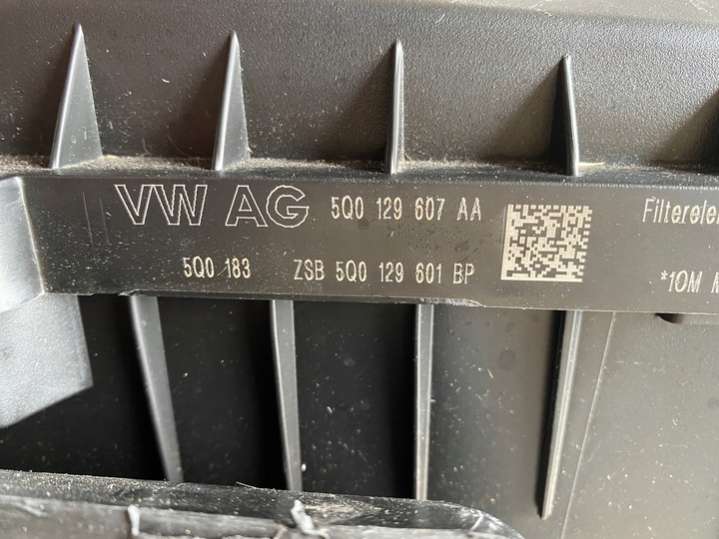 VW AG 5Q0 129 607 AA
5Q0 183 ZSB 5Q0 129 601 BP
Filterele
*10M